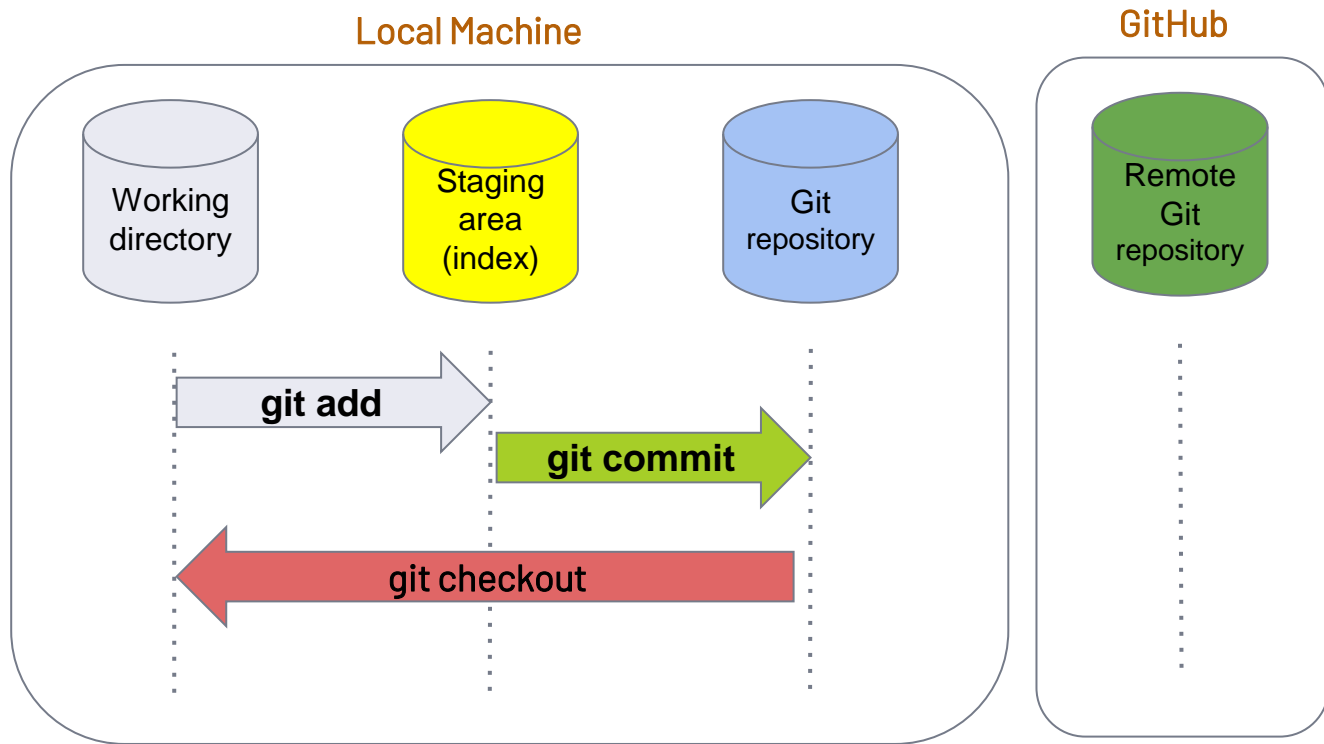 Local Machine
GitHub
Working
directory
Staging
area
(index)
Git
repository
Remote
Git
repository
git add
git commit
git checkout